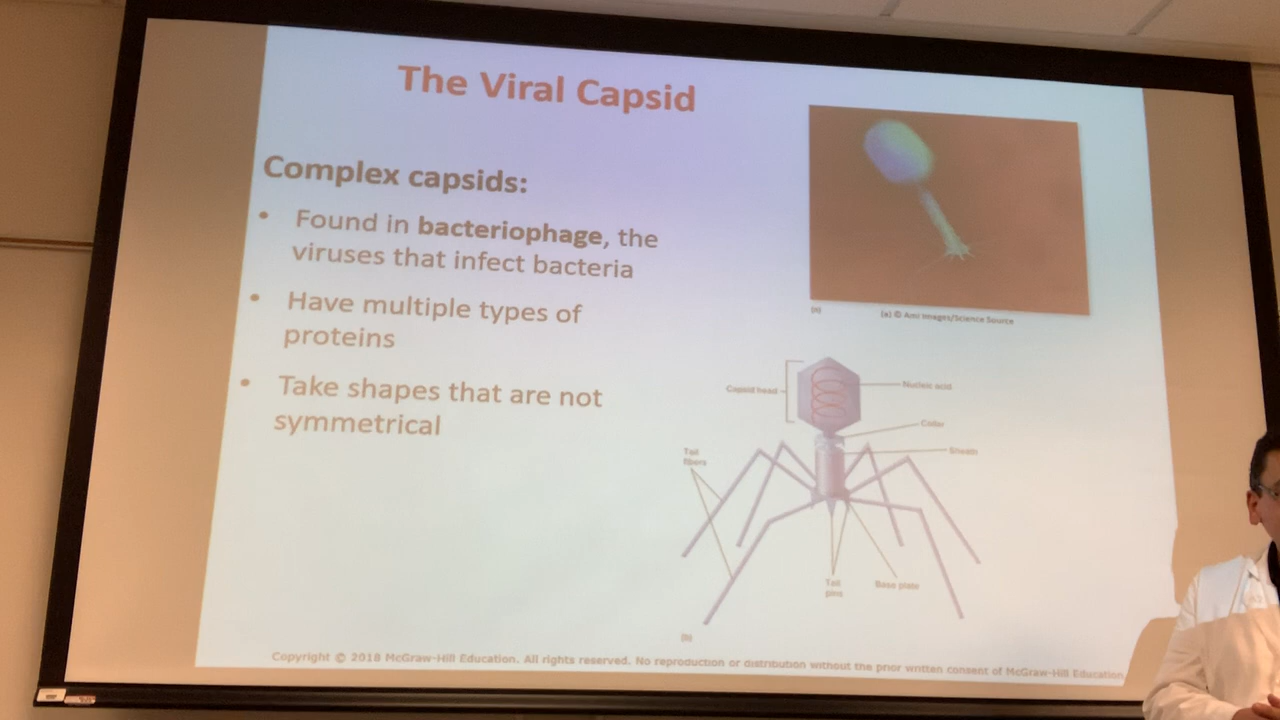 The Viral Capsid
Complex capsids:
• Found in bacteriophage, the
viruses that infect bacteria
• Have multiple types of
proteins
• Take shapes that are not
symmetrical
(a) © Ami Images/Science Source
Capsid head
Nucleic acid
Collar
Sheath
Tail
fibers
Tail
pins
Base plate
(b)
Copyright © 2018 McGraw-Hill Education. All rights reserved. No reproduction or distribution without the prior written consent of McGraw-Hill Education.